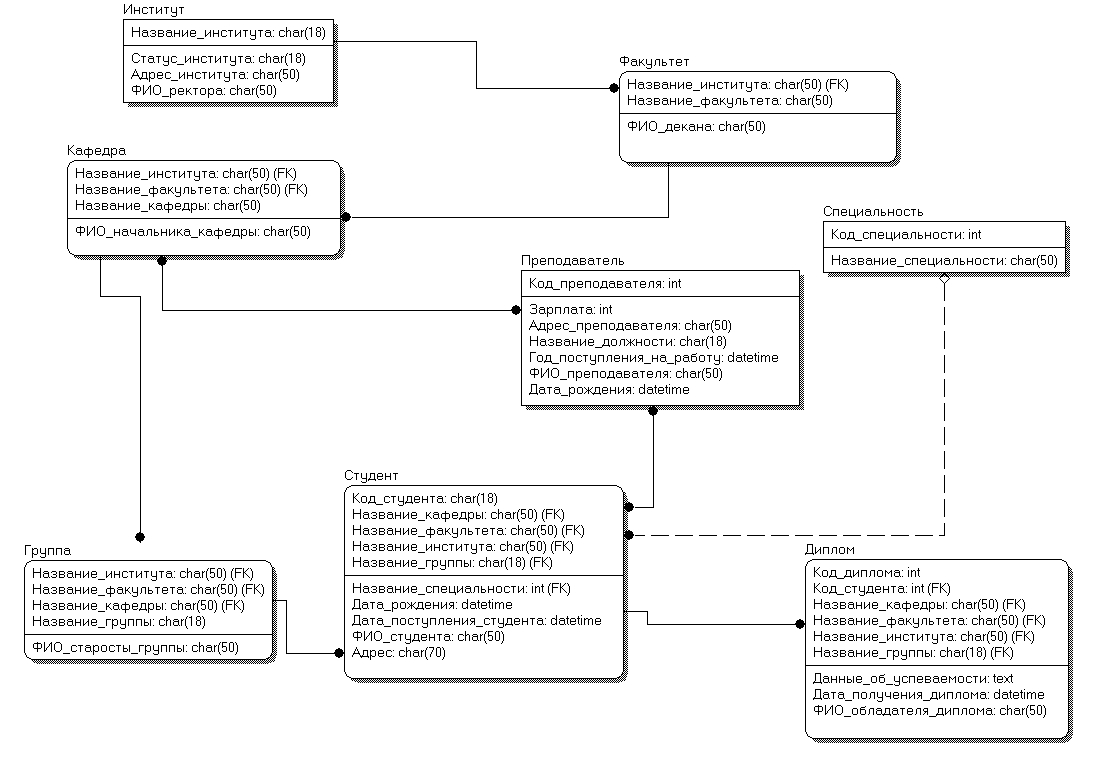 Институт
Название_института: char(18)
Статус_института: char(18)
Адрес_института: char(50)
ФИО_ректора: char(50)
Факультет
Название_института: char(50) (FK)
Название_факультета: char(50)
ФИО_декана: char(50)
Кафедра
Название_института: char(50) (FK)
Название_факультета: char(50) (FK)
Название_кафедры: char(50)
ФИО_начальника_кафедры: char(50)
Специальность
Код_специальности: int
Название_специальности: char(50)
Преподаватель
Код_преподавателя: int
Зарплата: int
Адрес_преподавателя: char(50)
Название_должности: char(18)
Год_поступления_на_работу: datetime
ФИО_преподавателя: char(50)
Дата_рождения: datetime
Студент
Код_студента: char(18)
Название_кафедры: char(50) (FK)
Название_факультета: char(50) (FK)
Название_института: char(50) (FK)
Название_группы: char(18) (FK)
Название_специальности: int (FK)
Дата_рождения: datetime
Дата_поступления_студента: datetime
ФИО_студента: char(50)
Адрес: char(70)
Группа
Название_института: char(50) (FK)
Название_факультета: char(50) (FK)
Название_кафедры: char(50) (FK)
Название_группы: char(18)
ФИО_старосты_группы: char(50)
Диплом
Код_диплома: int
Код_студента: int (FK)
Название_кафедры: char(50) (FK)
Название_факультета: char(50) (FK)
Название_института: char(50) (FK)
Название_группы: char(18) (FK)
Данные_об_успеваемости: text
Дата_получения_диплома: datetime
ФИО_обладателя_диплома: char(50)